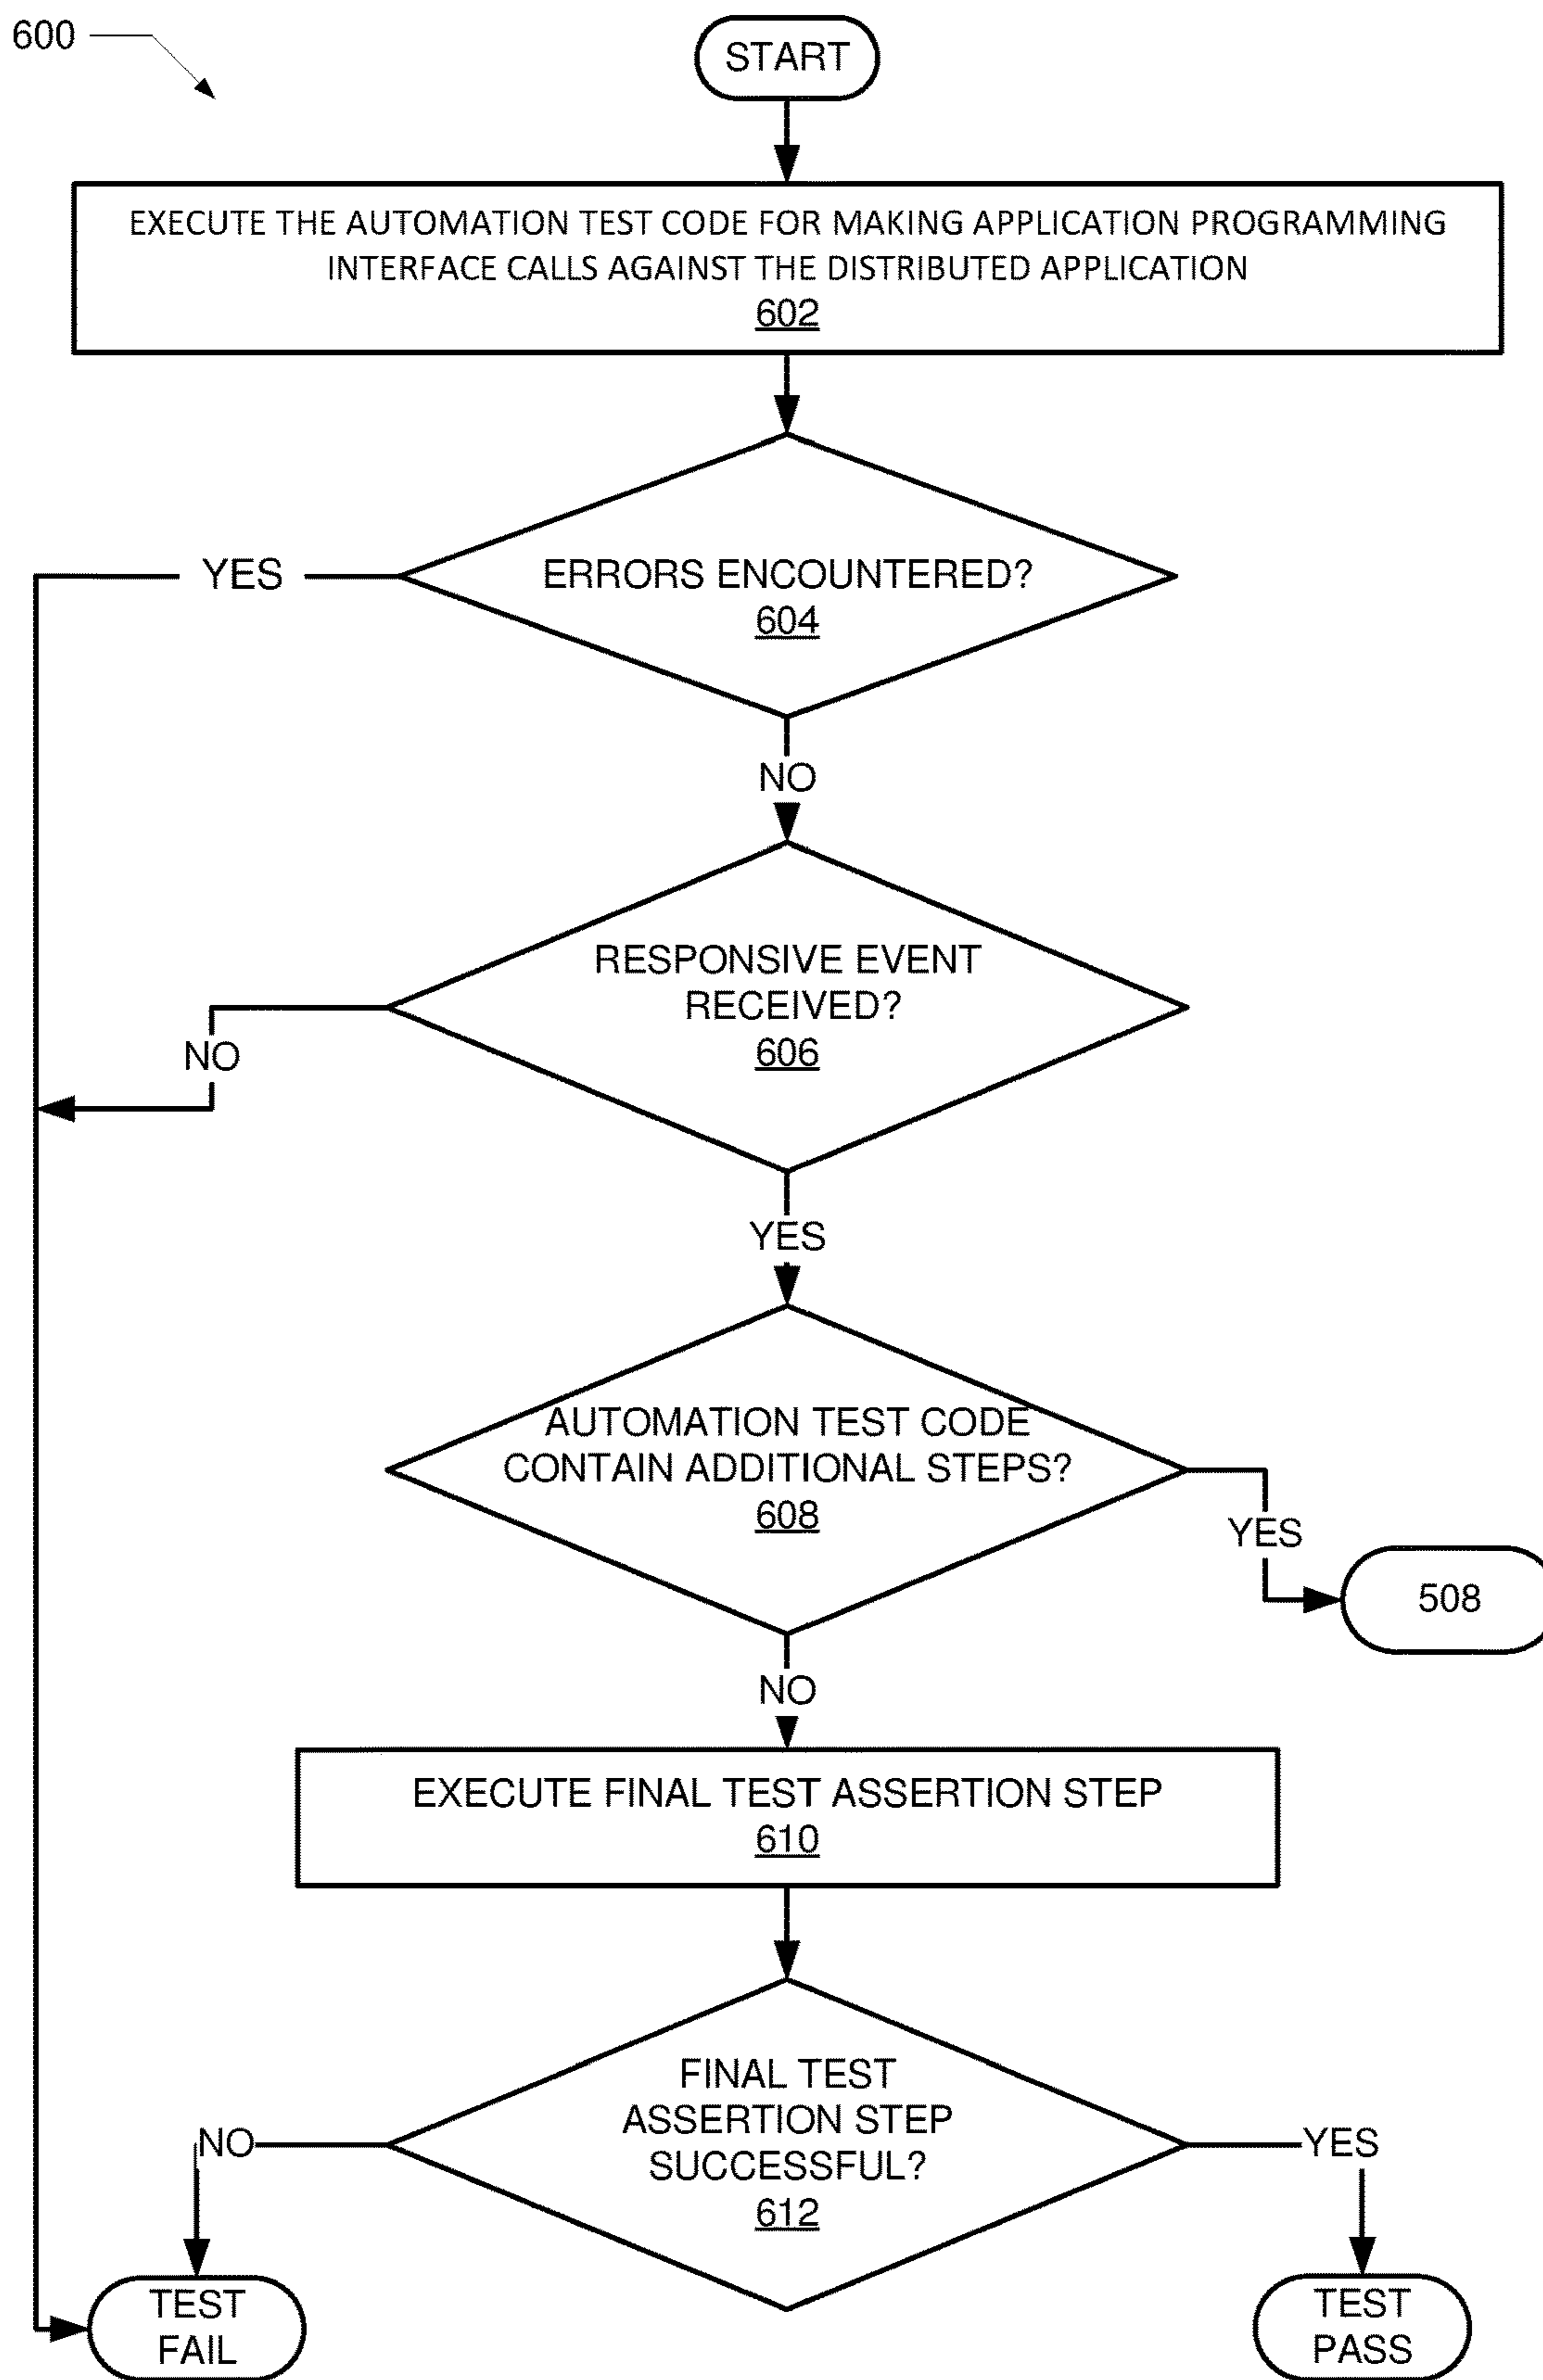 600
START
EXECUTE THE AUTOMATION TEST CODE FOR MAKING APPLICATION PROGRAMMING
INTERFACE CALLS AGAINST THE DISTRIBUTED APPLICATION
602
YES
ERRORS ENCOUNTERED?
604
NO
RESPONSIVE EVENT
RECEIVED?
606
NO
YES
AUTOMATION TEST CODE
CONTAIN ADDITIONAL STEPS?
608
YES
508
NO
EXECUTE FINAL TEST ASSERTION STEP
610
FINAL TEST
ASSERTION STEP
SUCCESSFUL?
612
NO
YES
TEST
FAIL
TEST
PASS